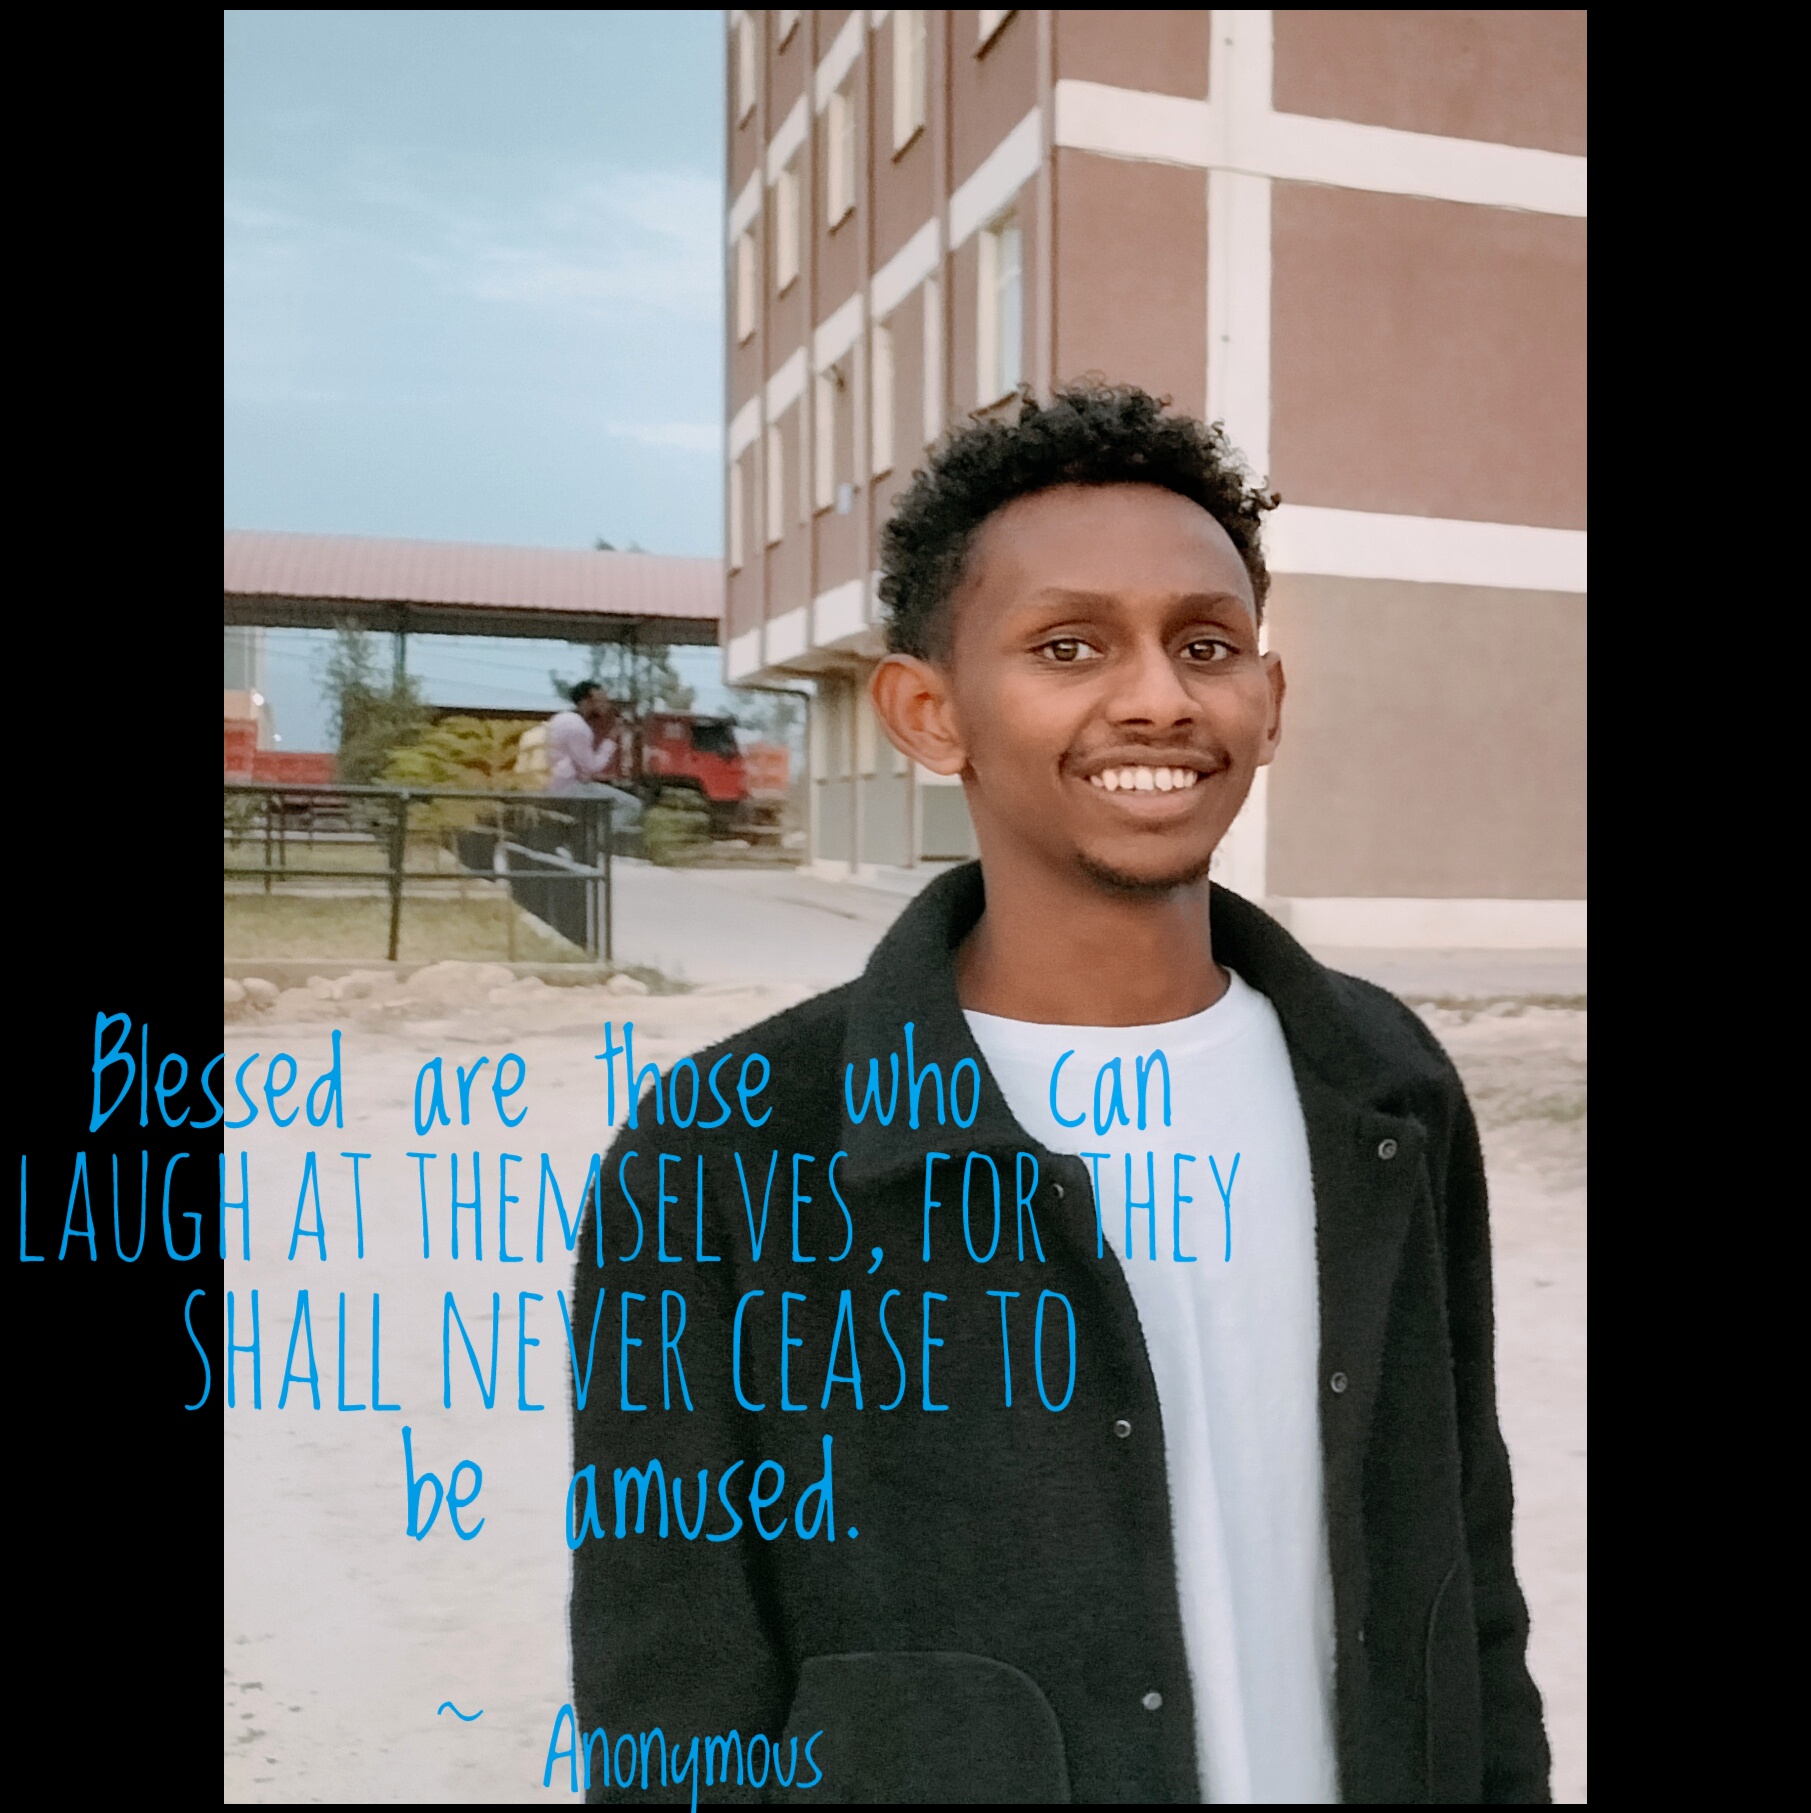 Blessed are those who can
LAUGH AT THEMSELVES, FOR THEY
SHALL NEVER CEASE TO
be amused.
~ Anonymous